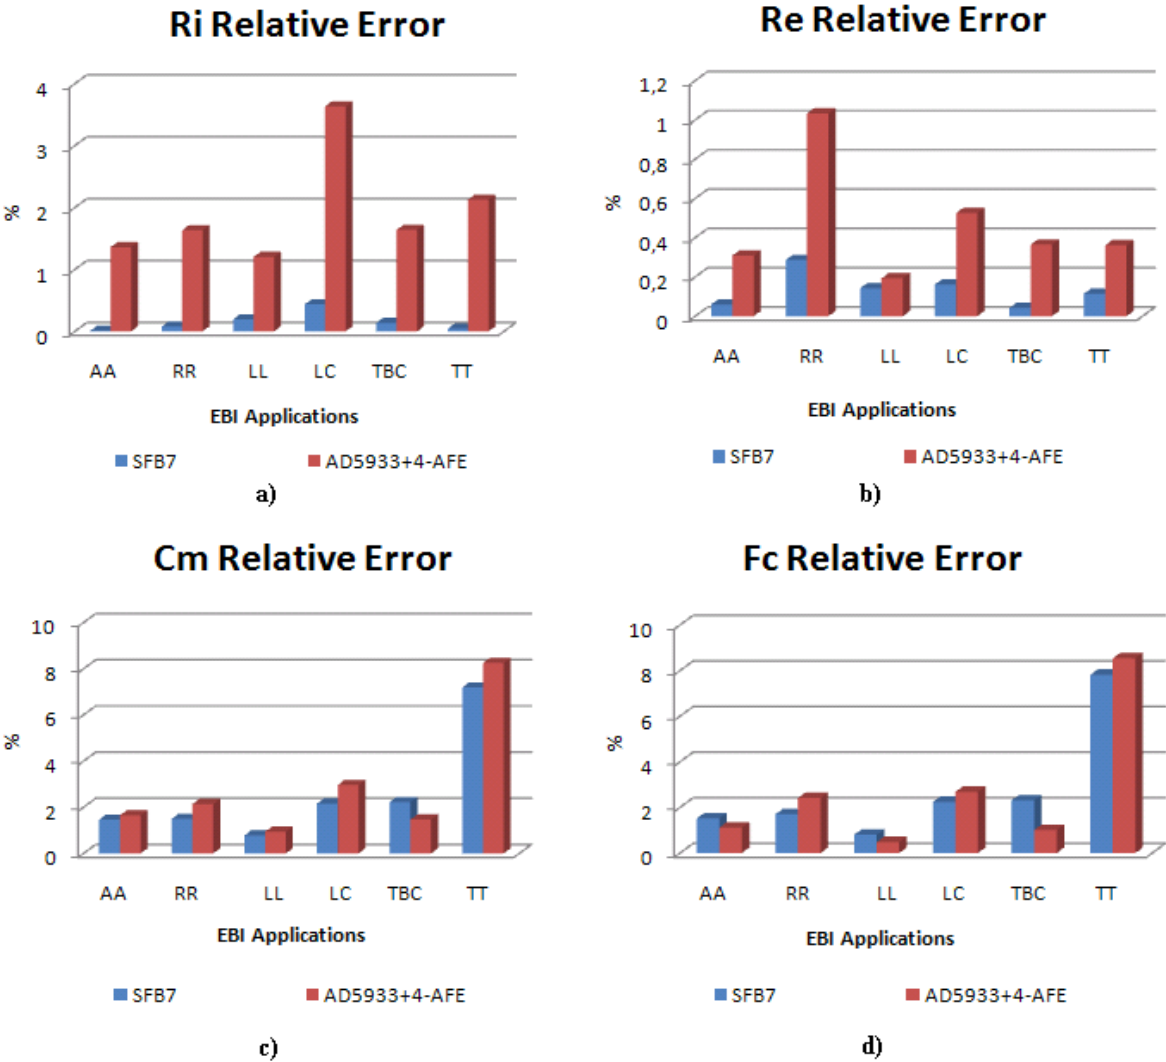 Ri Relative Error
4
3
2
1
0
%
AA RR LL LC TBC TT
EBI Applications
SFB7 AD5933+4-AFE
a)
Re Relative Error
1,2
1
0,8
0,6
0,4
0,2
0
%
AA RR LL LC TBC TT
EBI Applications
SFB7 AD5933+4-AFE
b)
Cm Relative Error
10
8
6
4
2
0
%
AA RR LL LC TBC TT
EBI Applications
SFB7 AD5933+4-AFE
c)
Fc Relative Error
10
8
6
4
2
0
%
AA RR LL LC TBC TT
EBI Applications
SFB7 AD5933+4-AFE
d)